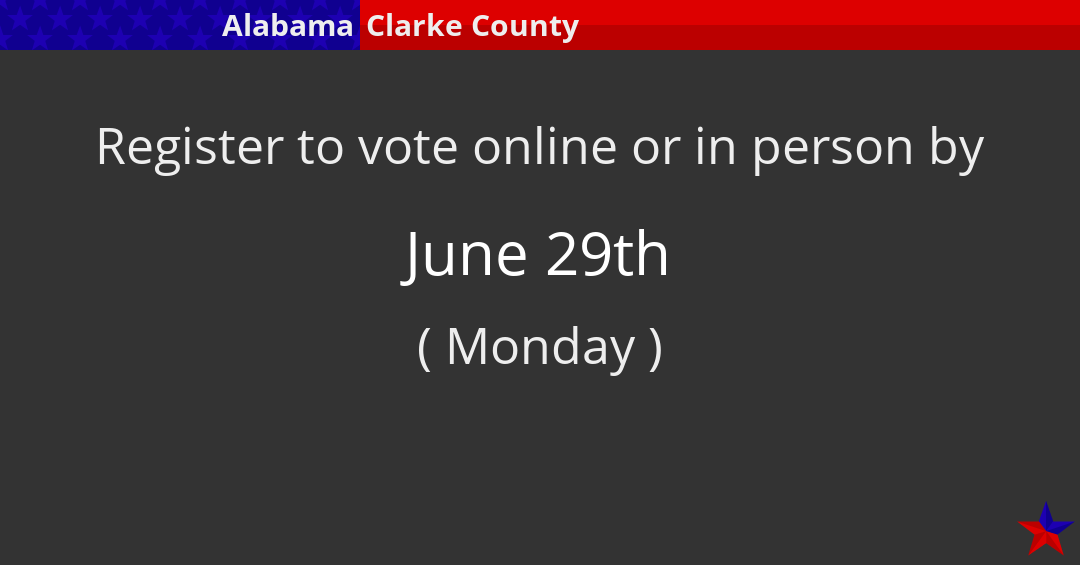 Alabama Clarke County
Register to vote online or in person by
June 29th
( Monday )